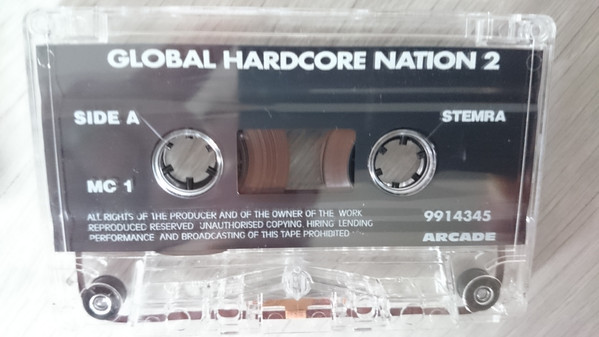 GLOBAL HARDCORE NATION 2
SIDE A
STEMRA
MC 1
ALL RIGHTS OF THE PRODUCER AND OF THE OWNER OF THE WORK
REPRODUCED RESERVED UNAUTHORISED COPYING, HIRING LENDING
PERFORMANCE AND BROADCASTING OF THIS TAPE PROHIBITED
9914345
ARCADE